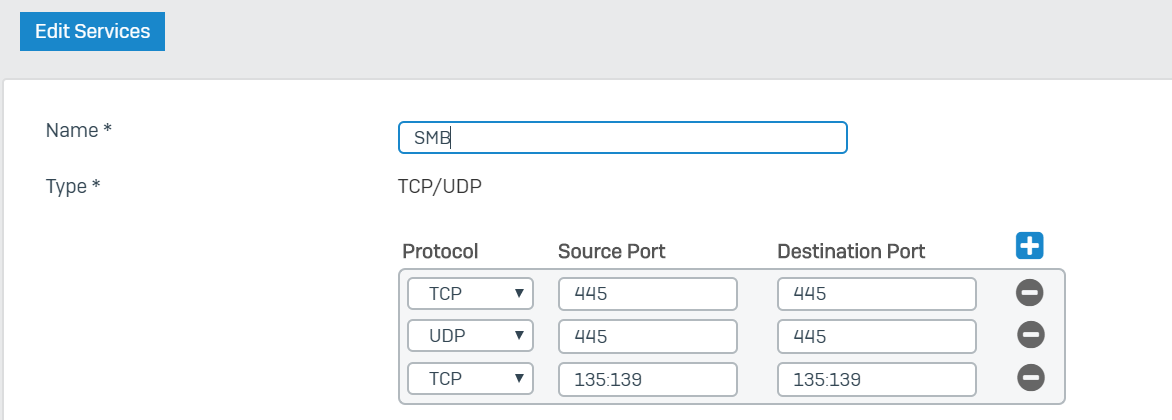 Edit Services
Name *
SMB
Type *
TCP/UDP
Protocol Source Port Destination Port
TCP 445 445
UDP 445 445
TCP 135:139 135:139